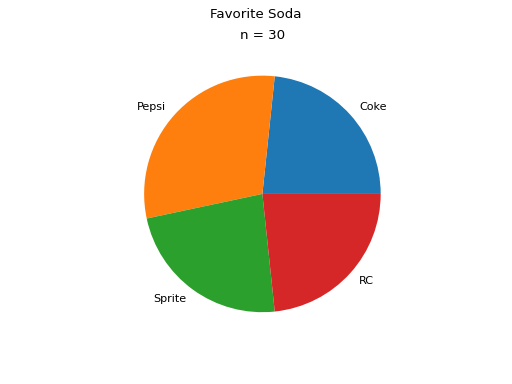 Favorite Soda
n = 30
Pepsi
Coke
Sprite
RC